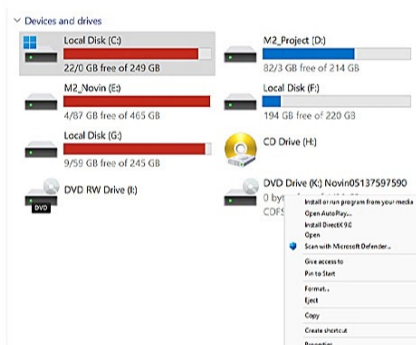 Devices and drives
Local Disk (C:)
22/0 GB free of 249 GB
M2_Project (D:)
82/3 GB free of 214 GB
M2_Novin (E:)
4/87 GB free of 465 GB
Local Disk (F:)
194 GB free of 220 GB
Local Disk (G:)
9/59 GB free of 245 GB
CD Drive (H:)
DVD RW Drive (I:)
DVD
DVD Drive (K:) Novin05137597590
0 byt
CDFS
Install or run program from your media
Open AutoPlay...
Install DirectX 9.0
Open
Scan with Microsoft Defender...
Give access to
Pin to Start
Format...
Eject
Copy
Create shortcut
Properties